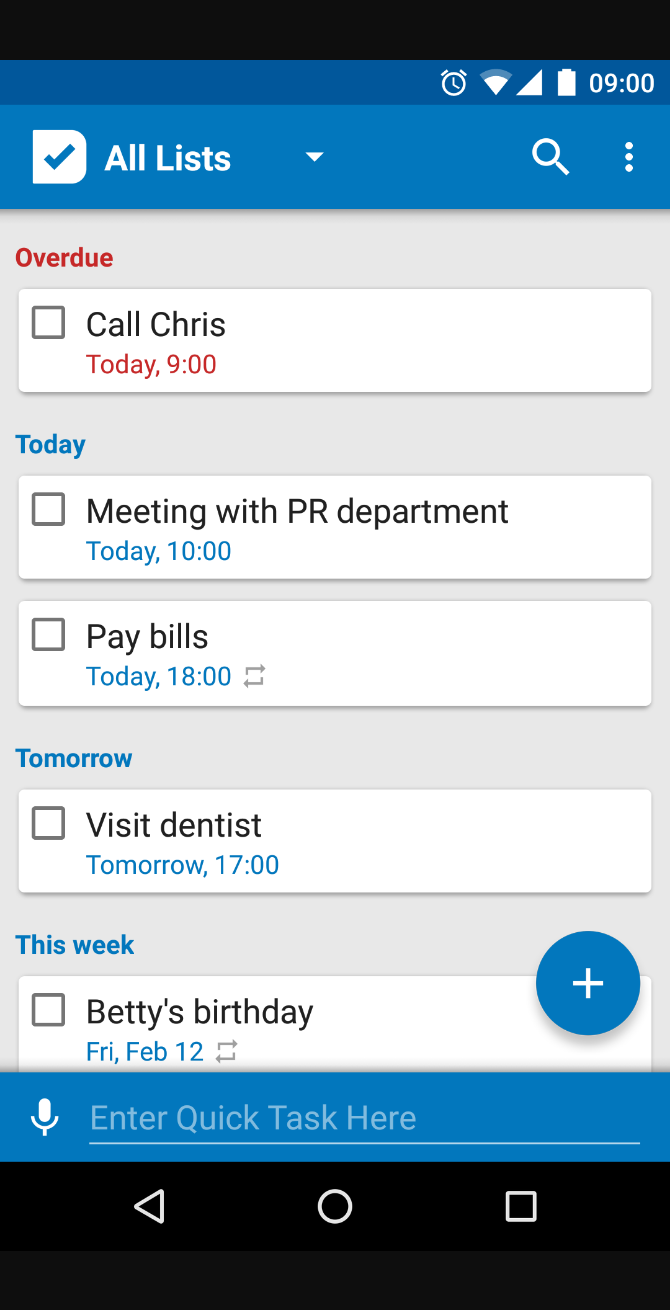 09:00
All Lists
Overdue
Call Chris
Today, 9:00
Today
Meeting with PR department
Today, 10:00
Pay bills
Today, 18:00
Tomorrow
Visit dentist
Tomorrow, 17:00
This week
Betty's birthday
Fri, Feb 12
Enter Quick Task Here